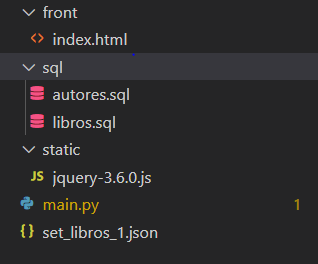 front
<> index.html
sql
autores.sql
libros.sql
static
JS jquery-3.6.0.js
main.py 1
{} set_libros_1.json